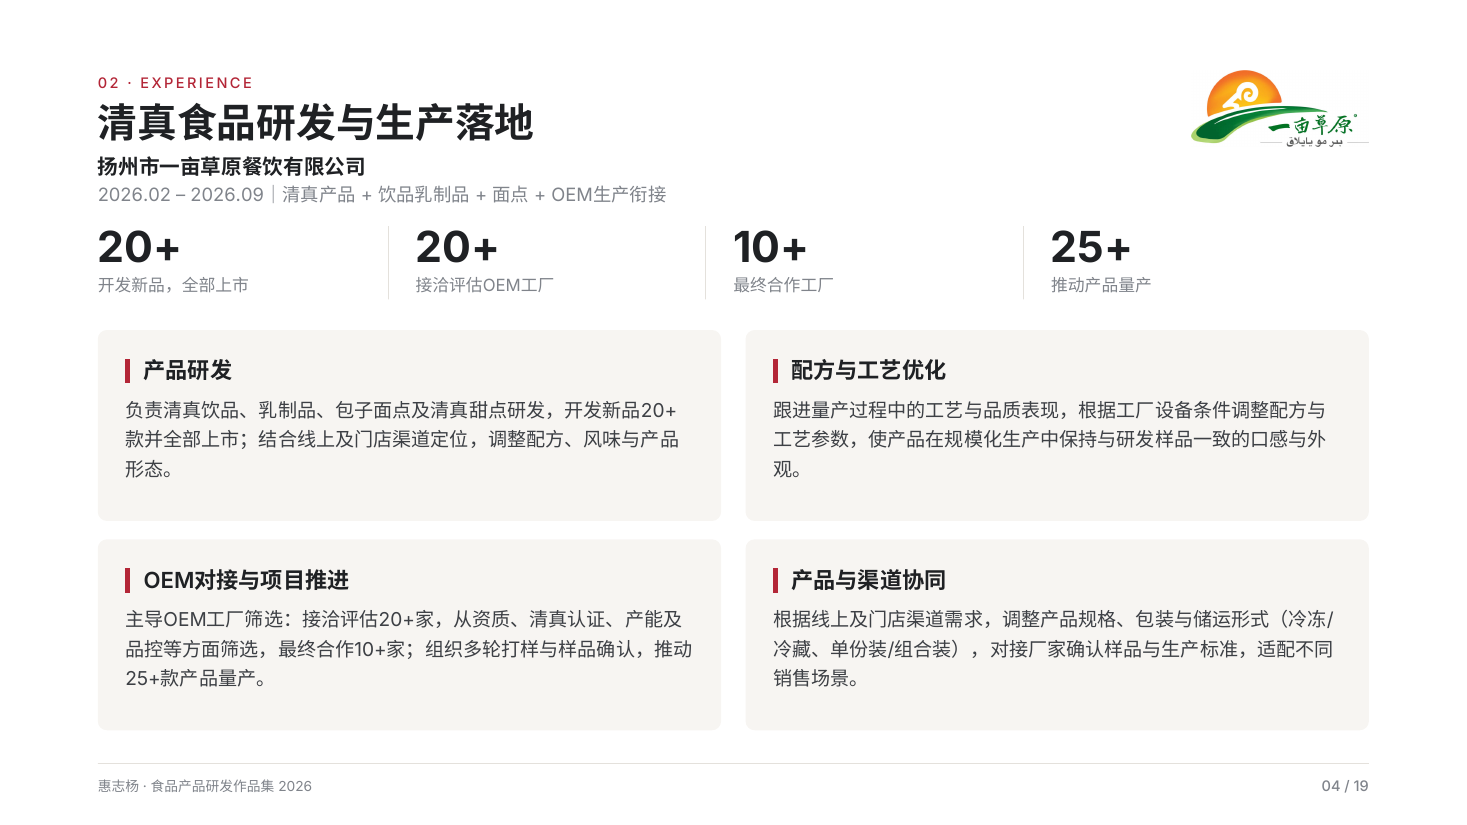 02 · EXPERIENCE
清真食品研发与生产落地
扬州市一亩草原餐饮有限公司
2026.02 – 2026.09｜清真产品 + 饮品乳制品 + 面点 + OEM生产衔接
一亩草原
بىر مو يايلاق
20+
开发新品，全部上市
20+
接洽评估OEM工厂
10+
最终合作工厂
25+
推动产品量产
产品研发
负责清真饮品、乳制品、包子面点及清真甜点研发，开发新品20+
款并全部上市；结合线上及门店渠道定位，调整配方、风味与产品
形态。
配方与工艺优化
跟进量产过程中的工艺与品质表现，根据工厂设备条件调整配方与
工艺参数，使产品在规模化生产中保持与研发样品一致的口感与外
观。
OEM对接与项目推进
主导OEM工厂筛选：接洽评估20+家，从资质、清真认证、产能及
品控等方面筛选，最终合作10+家；组织多轮打样与样品确认，推动
25+款产品量产。
产品与渠道协同
根据线上及门店渠道需求，调整产品规格、包装与储运形式（冷冻/
冷藏、单份装/组合装），对接厂家确认样品与生产标准，适配不同
销售场景。
惠志杨 · 食品产品研发作品集 2026
04 / 19